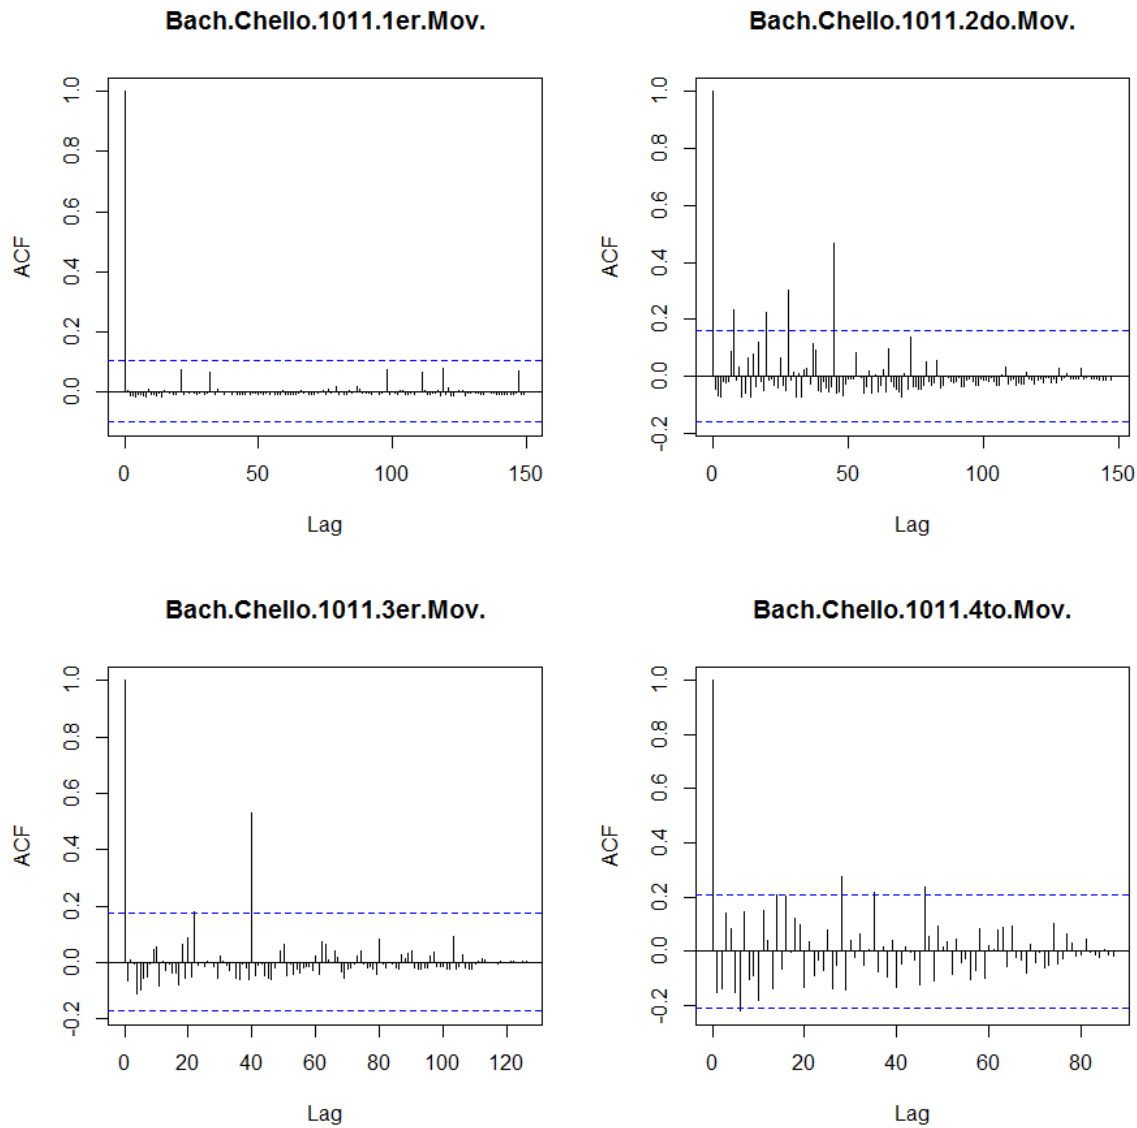 Bach.Chello.1011.1er.Mov.
ACF
1.0
0.8
0.6
0.4
0.2
0.0
0 50 100 150
Lag
Bach.Chello.1011.2do.Mov.
ACF
1.0
0.8
0.6
0.4
0.2
0.0
-0.2
0 50 100 150
Lag
Bach.Chello.1011.3er.Mov.
ACF
1.0
0.8
0.6
0.4
0.2
0.0
-0.2
0 20 40 60 80 100 120
Lag
Bach.Chello.1011.4to.Mov.
ACF
1.0
0.8
0.6
0.4
0.2
0.0
-0.2
0 20 40 60 80
Lag